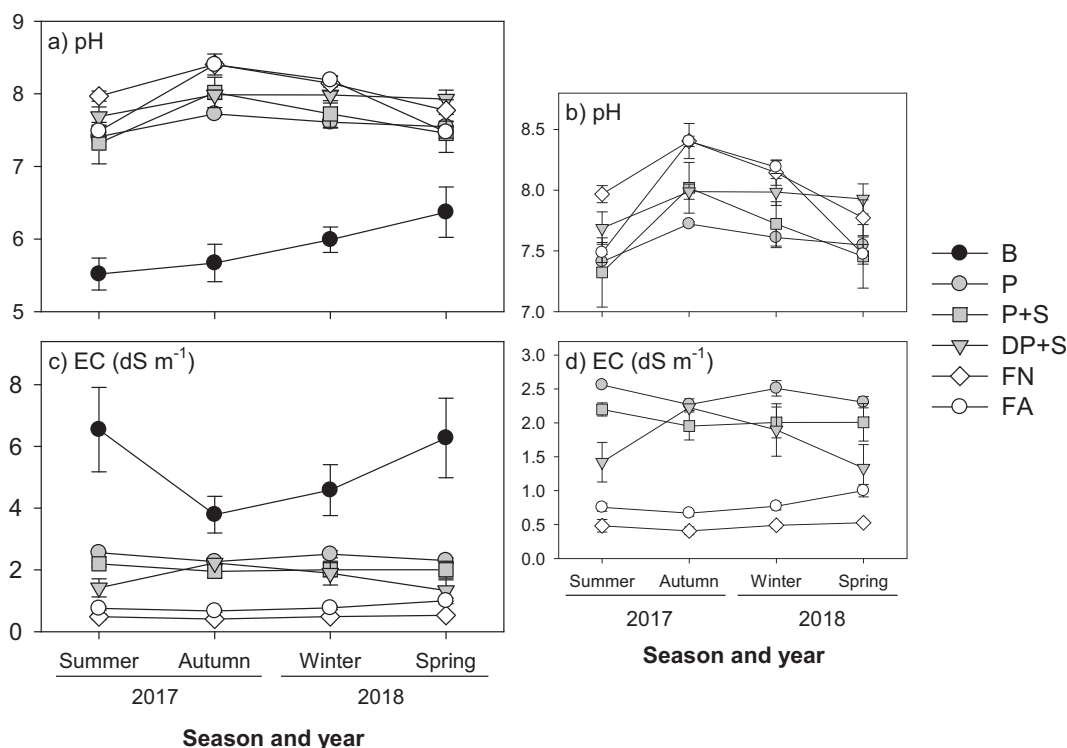 a) pH
9
8
7
6
5
b) pH
8.5
8.0
7.5
7.0
c) EC (dS m⁻¹)
8
6
4
2
0
Summer Autumn Winter Spring
2017 2018
Season and year
d) EC (dS m⁻¹)
3.0
2.5
2.0
1.5
1.0
0.5
0.0
Summer Autumn Winter Spring
2017 2018
Season and year
B
P
P+S
DP+S
FN
FA